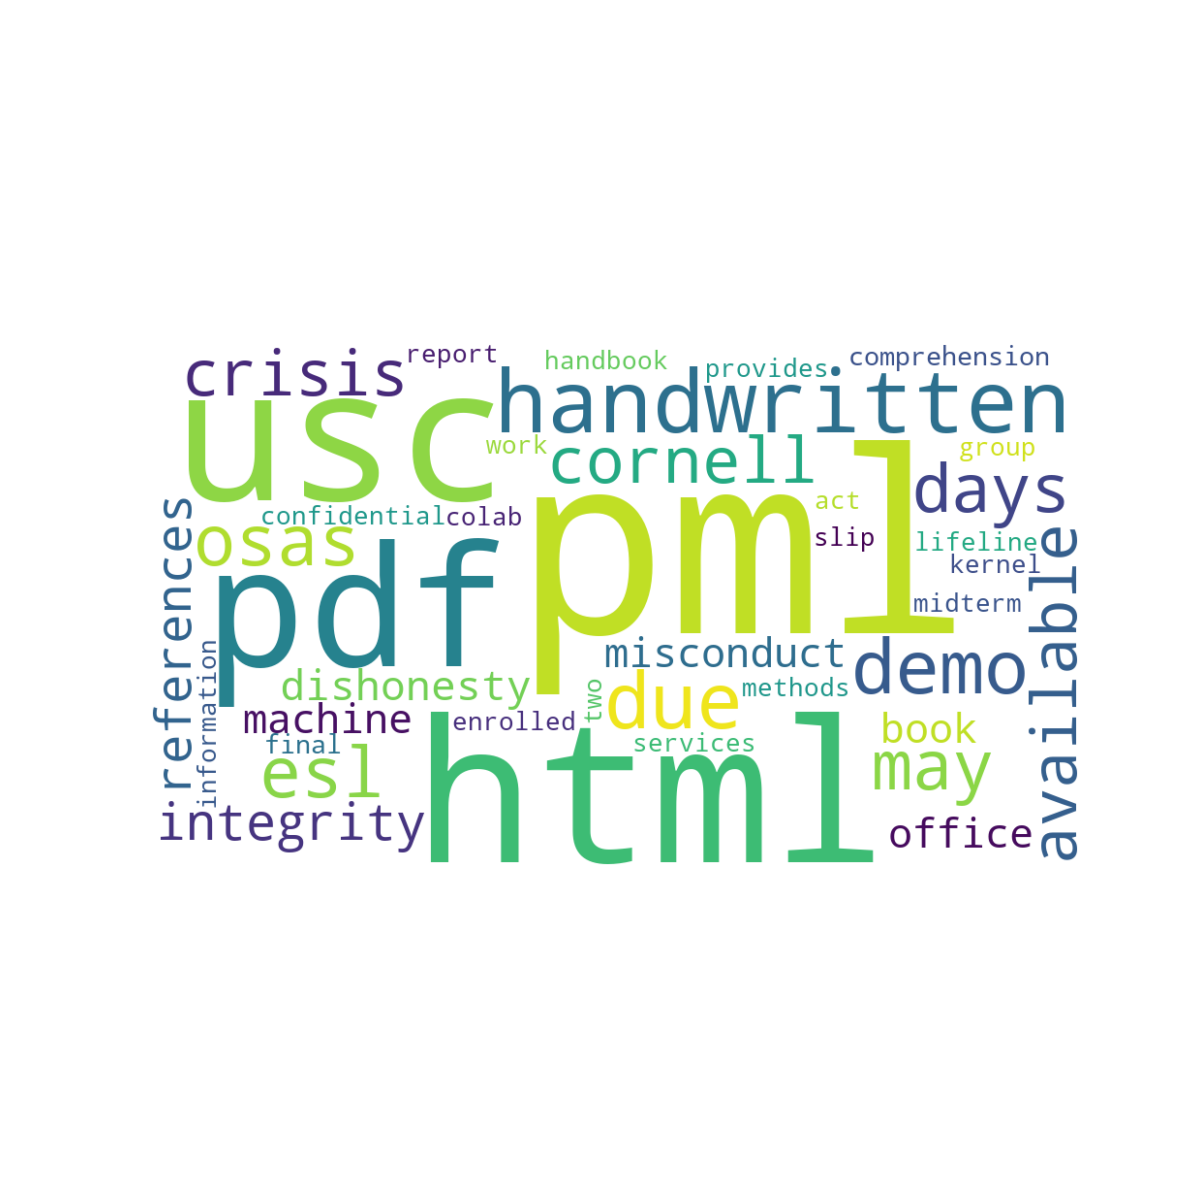 crisis
report
handbook
provides
comprehension
usc
handwritten
work
cornell
group
pml
days
references
confidential
colab
act
osas
slip
lifeline
available
kernel
pdf
midterm
information
misconduct
demo
dishonesty
two
due
methods
machine
enrolled
book
final
services
esl
html
may
integrity
office